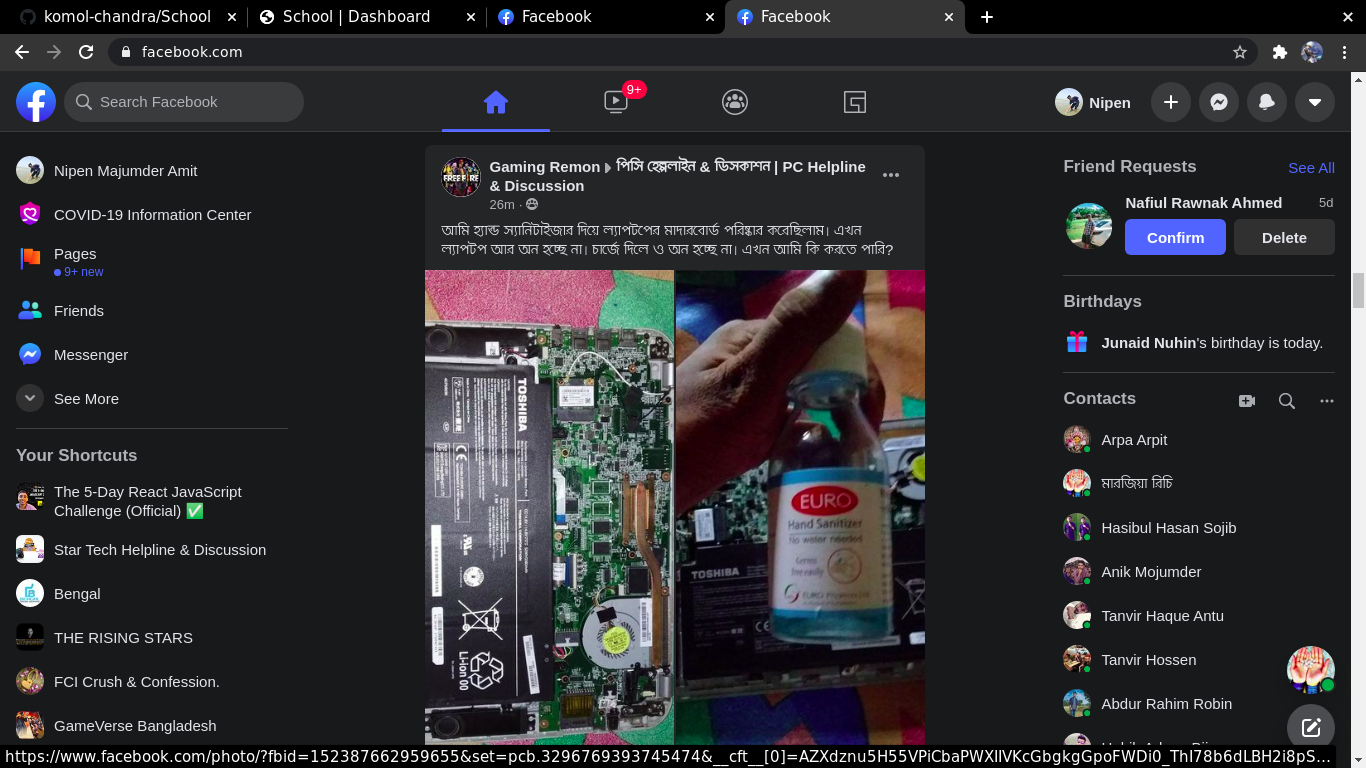 komol-chandra/School
School | Dashboard
Facebook
Facebook
facebook.com
Search Facebook
9+
Nipen
Nipen Majumder Amit
COVID-19 Information Center
Pages
9+ new
Friends
Messenger
See More
Your Shortcuts
The 5-Day React JavaScript
Challenge (Official) ✅
Star Tech Helpline & Discussion
Bengal
THE RISING STARS
FCI Crush & Confession.
GameVerse Bangladesh
Gaming Remon
পিসি হেল্পলাইন & ডিসকাশন | PC Helpline
& Discussion
26m ·
আমি হ্যান্ড স্যানিটাইজার দিয়ে ল্যাপটপের মাদারবোর্ড পরিষ্কার করেছিলাম। এখন
ল্যাপটপ আর অন হচ্ছে না। চার্জে দিলে ও অন হচ্ছে না। এখন আমি কি করতে পারি?
FREE FIRE
TOSHIBA
Li-ion 00
EURO
Hand Sanitizer
No water needed
Germs
free easily
TOSHIBA
Friend Requests
See All
Nafiul Rawnak Ahmed
5d
Confirm
Delete
Birthdays
Junaid Nuhin's birthday is today.
Contacts
Arpa Arpit
মারজিয়া রিচি
Hasibul Hasan Sojib
Anik Mojumder
Tanvir Haque Antu
Tanvir Hossen
Abdur Rahim Robin
https://www.facebook.com/photo/?fbid=152387662959655&set=pcb.3296769393745474&__cft__[0]=AZXdznu5H55VPiCbaPWXIlVKcGbgkgGpoFWDi0_ThI78b6dLBH2i8pS...